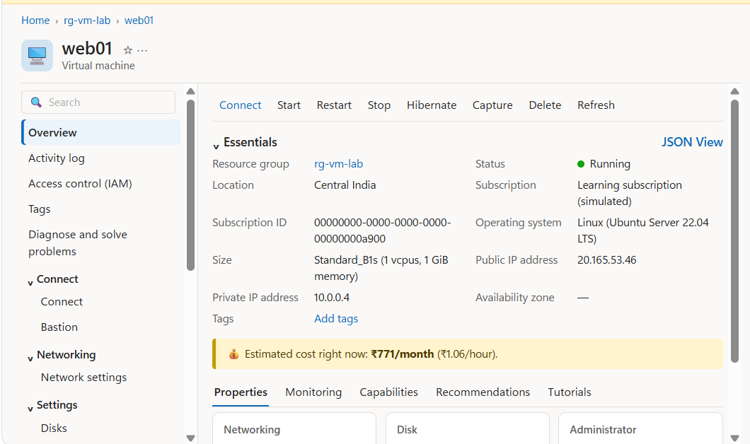 Home › rg-vm-lab › web01
web01 ☆ ···
Virtual machine
Search
Overview
Activity log
Access control (IAM)
Tags
Diagnose and solve
problems
Connect
Connect
Bastion
Networking
Network settings
Settings
Disks
Connect Start Restart Stop Hibernate Capture Delete Refresh
Essentials JSON View
Resource group rg-vm-lab Status Running
Location Central India Subscription Learning subscription
(simulated)
Subscription ID 00000000-0000-0000-0000-
00000000a900 Operating system Linux (Ubuntu Server 22.04
LTS)
Size Standard_B1s (1 vcpus, 1 GiB
memory) Public IP address 20.165.53.46
Private IP address 10.0.0.4 Availability zone —
Tags Add tags
Estimated cost right now: ₹771/month (₹1.06/hour).
Properties Monitoring Capabilities Recommendations Tutorials
Networking Disk Administrator